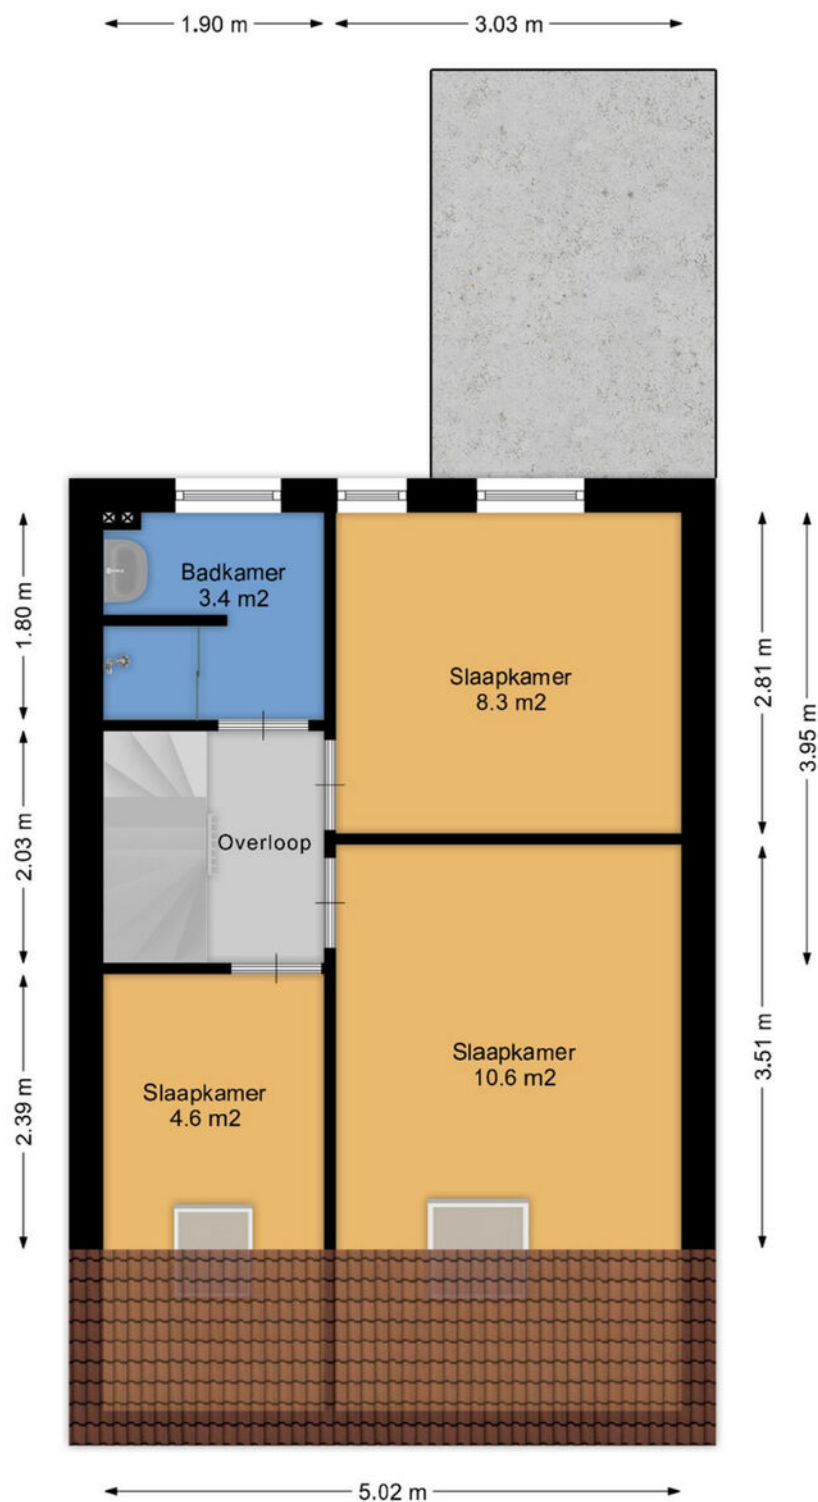 1.90 m
3.03 m
Badkamer
3.4 m2
1.80 m
Slaapkamer
8.3 m2
2.81 m
3.95 m
Overloop
2.03 m
Slaapkamer
10.6 m2
3.51 m
Slaapkamer
4.6 m2
2.39 m
5.02 m